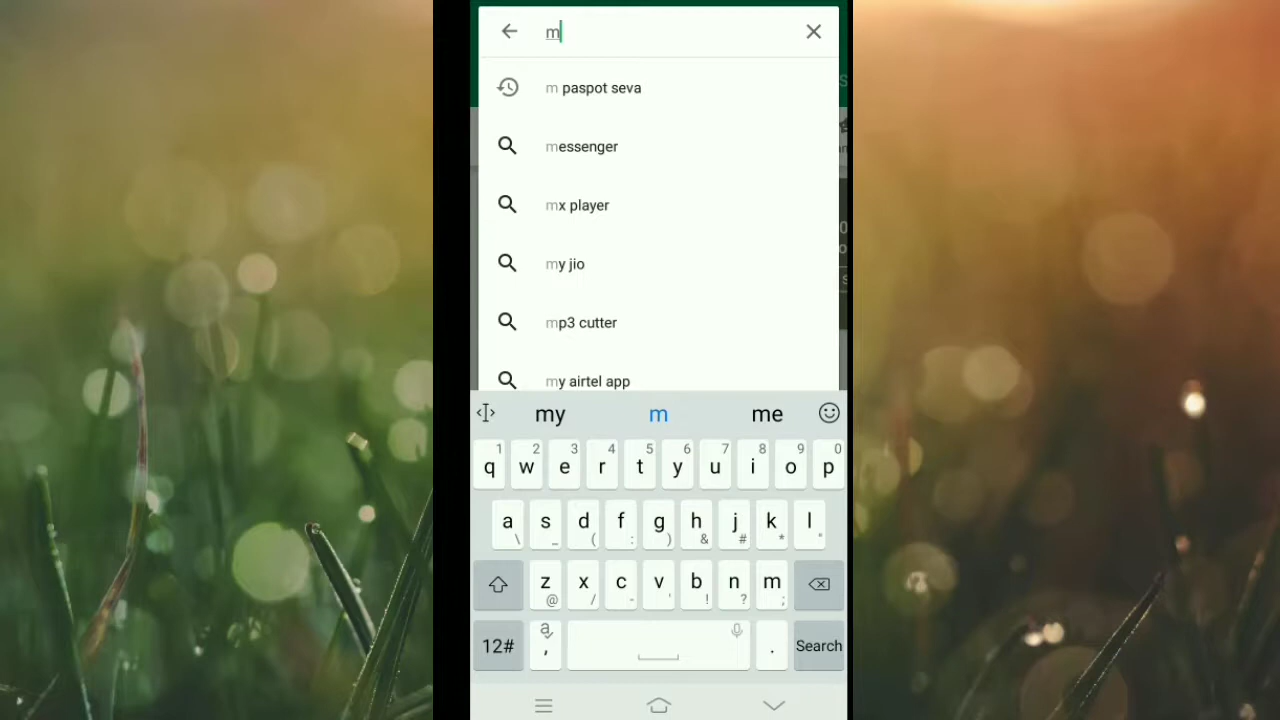 m
m paspot seva
messenger
mx player
my jio
mp3 cutter
my airtel app
my m me
1 2 3 4 5 6 7 8 9 0
q w e r t y u i o p
a s d f g h j k l
\ _ ( : ) & # * "
z x c v b n m
@ / - ' ! ? ;
12# a , . Search